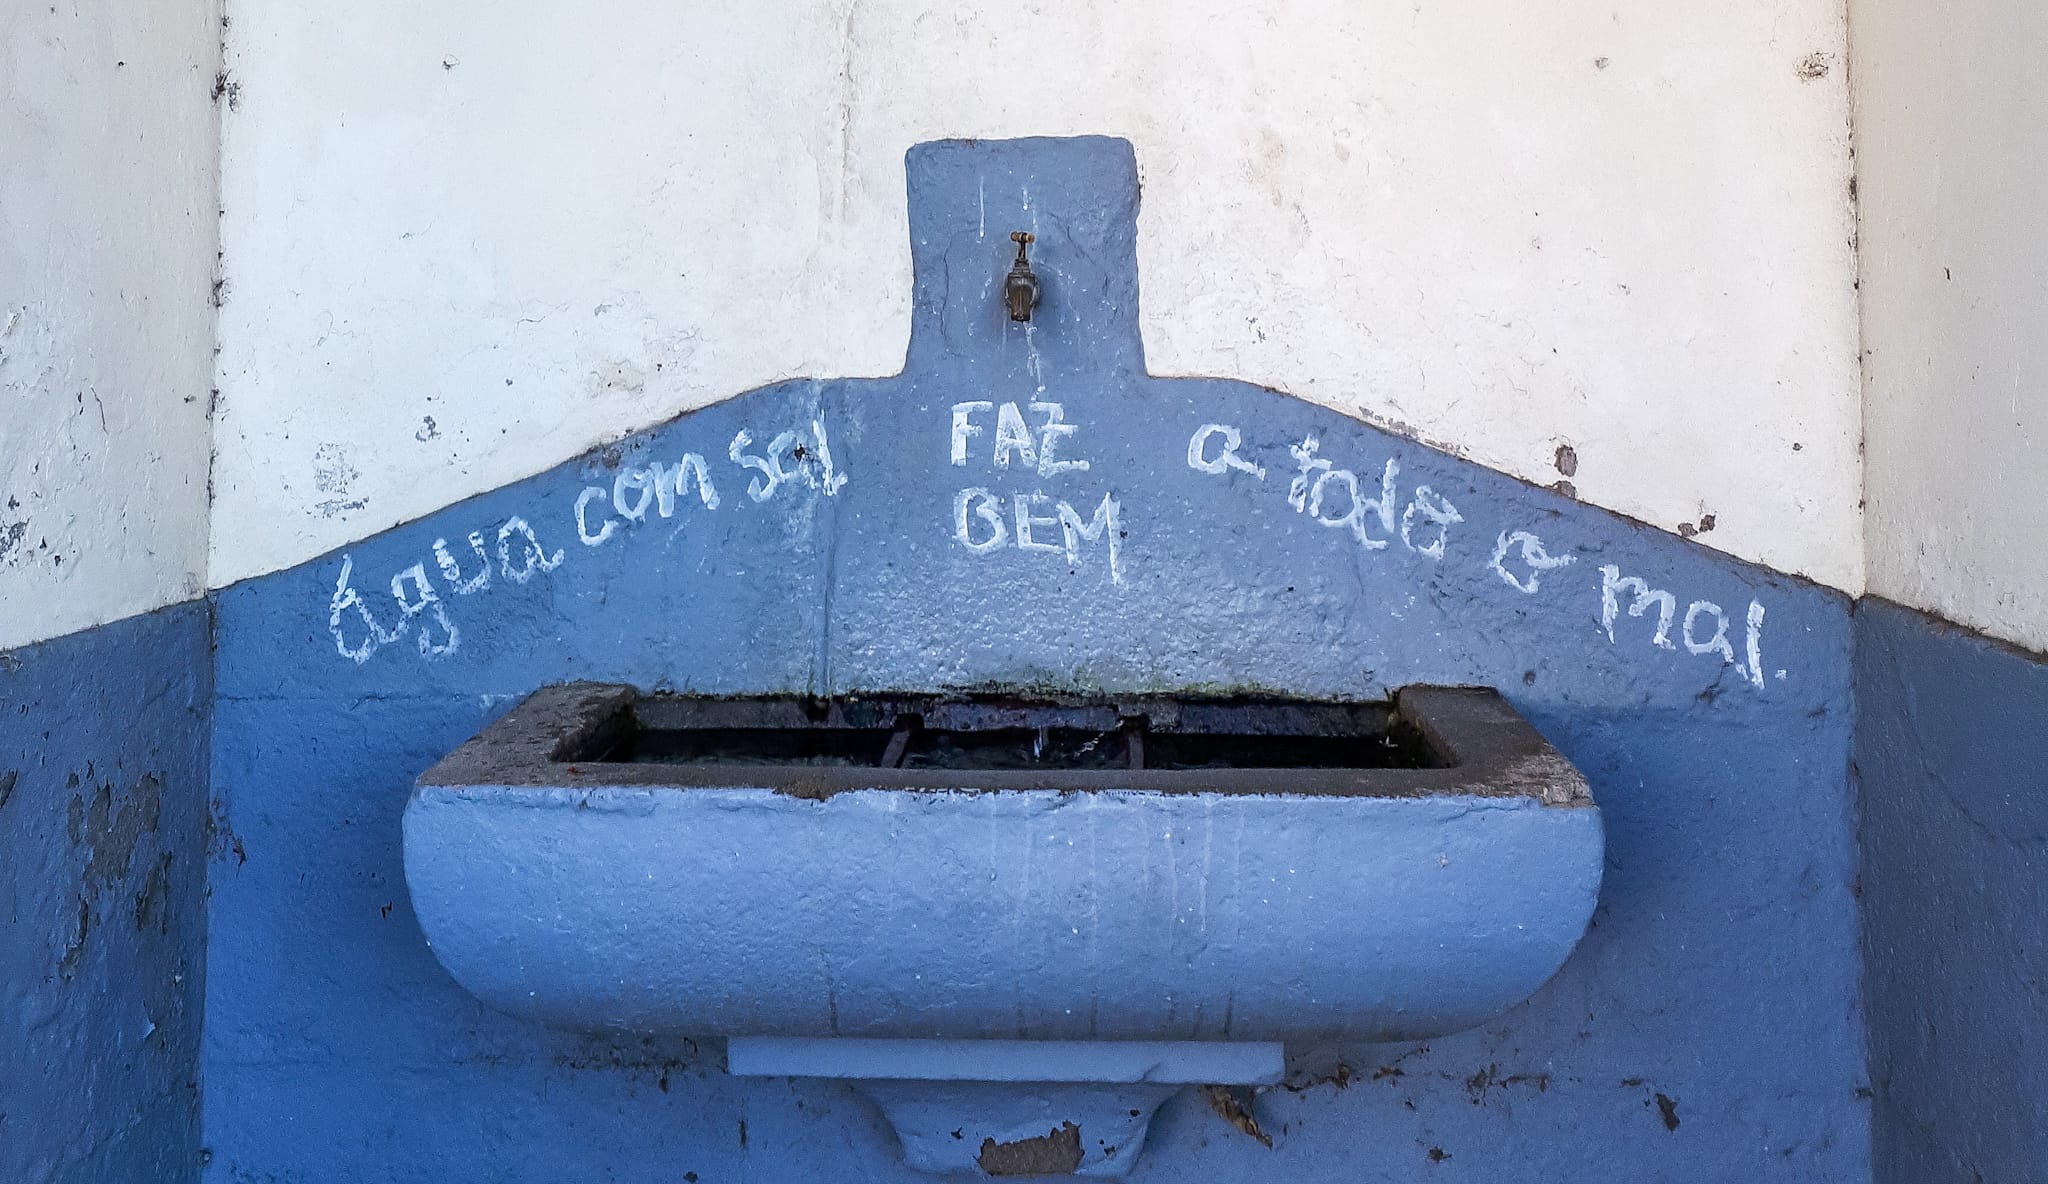 Água com sal
FAZ
BEM
a todo o mal.